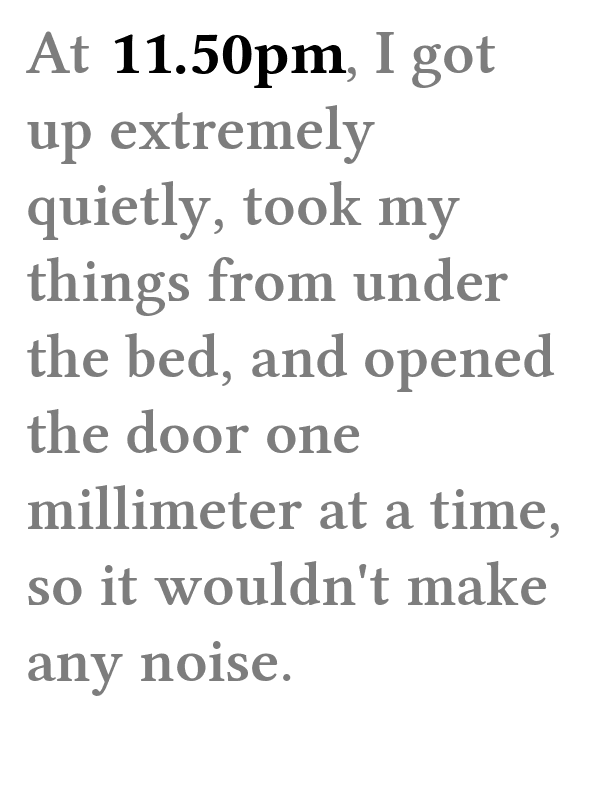 At 11.50pm, I got
up extremely
quietly, took my
things from under
the bed, and opened
the door one
millimeter at a time,
so it wouldn't make
any noise.